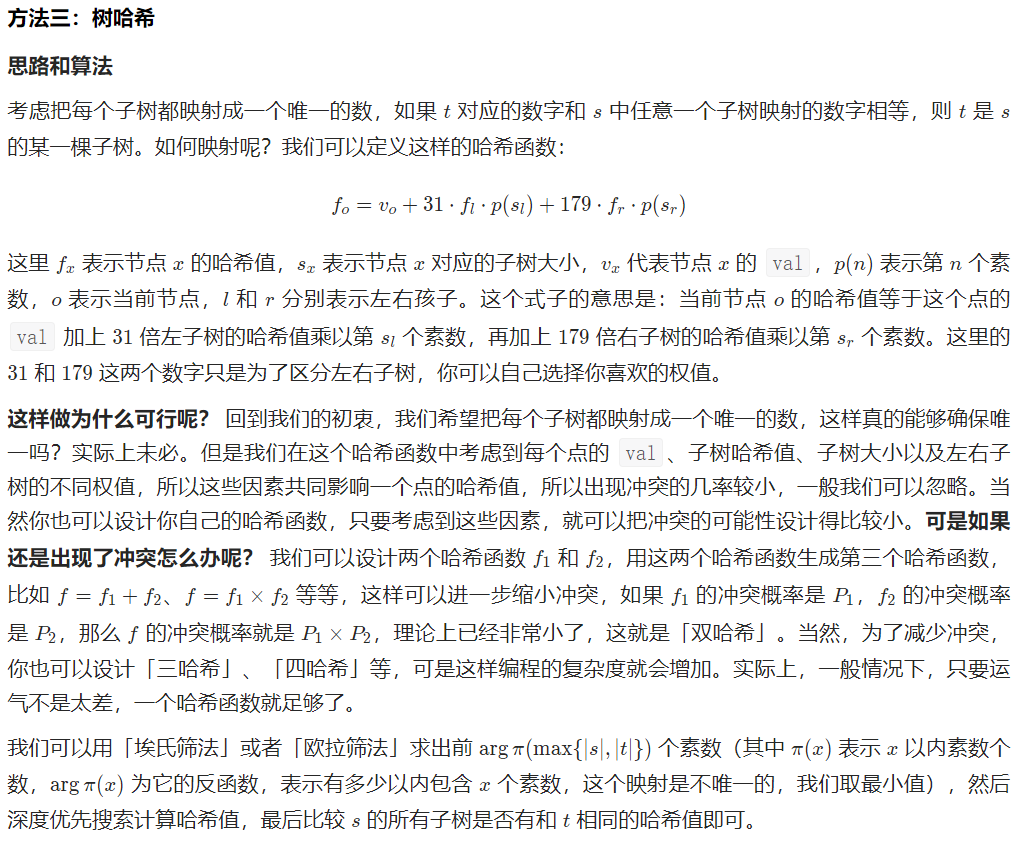 方法三：树哈希
思路和算法
考虑把每个子树都映射成一个唯一的数，如果 t 对应的数字和 s 中任意一个子树映射的数字相等，则 t 是 s
的某一棵子树。如何映射呢？我们可以定义这样的哈希函数：
fₒ = vₒ + 31 · fₗ · p(sₗ) + 179 · fᵣ · p(sᵣ)
这里 fₓ 表示节点 x 的哈希值，sₓ 表示节点 x 对应的子树大小，vₓ 代表节点 x 的 val，p(n) 表示第 n 个素
数，o 表示当前节点，l 和 r 分别表示左右孩子。这个式子的意思是：当前节点 o 的哈希值等于这个点的
val 加上 31 倍左子树的哈希值乘以第 sₗ 个素数，再加上 179 倍右子树的哈希值乘以第 sᵣ 个素数。这里的
31 和 179 这两个数字只是为了区分左右子树，你可以自己选择你喜欢的权值。
这样做为什么可行呢？ 回到我们的初衷，我们希望把每个子树都映射成一个唯一的数，这样真的能够确保唯
一吗？实际上未必。但是我们在这个哈希函数中考虑到每个点的 val、子树哈希值、子树大小以及左右子
树的不同权值，所以这些因素共同影响一个点的哈希值，所以出现冲突的几率较小，一般我们可以忽略。当
然你也可以设计你自己的哈希函数，只要考虑到这些因素，就可以把冲突的可能性设计得比较小。可是如果
还是出现了冲突怎么办呢？ 我们可以设计两个哈希函数 f₁ 和 f₂，用这两个哈希函数生成第三个哈希函数，
比如 f = f₁ + f₂、f = f₁ × f₂ 等等，这样可以进一步缩小冲突，如果 f₁ 的冲突概率是 P₁，f₂ 的冲突概率
是 P₂，那么 f 的冲突概率就是 P₁ × P₂，理论上已经非常小了，这就是「双哈希」。当然，为了减少冲突，
你也可以设计「三哈希」、「四哈希」等，可是这样编程的复杂度就会增加。实际上，一般情况下，只要运
气不是太差，一个哈希函数就足够了。
我们可以用「埃氏筛法」或者「欧拉筛法」求出前 arg π(max{|s|, |t|}) 个素数（其中 π(x) 表示 x 以内素数个
数，arg π(x) 为它的反函数，表示有多少以内包含 x 个素数，这个映射是不唯一的，我们取最小值），然后
深度优先搜索计算哈希值，最后比较 s 的所有子树是否有和 t 相同的哈希值即可。